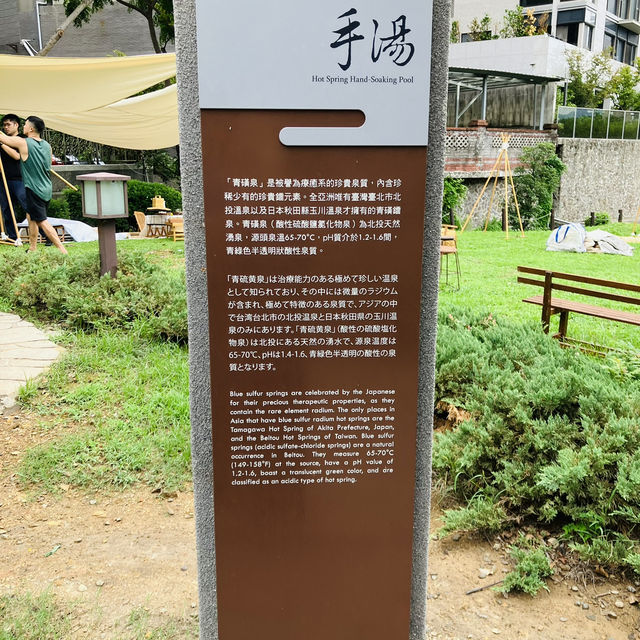 手湯
Hot Spring Hand-Soaking Pool
「青磺泉」是被譽為療癒系的珍貴泉質，內含珍
稀少有的珍貴鐳元素。全亞洲唯有臺灣臺北市北
投溫泉以及日本秋田縣玉川溫泉才擁有的青磺鐳
泉。青磺泉（酸性硫酸鹽氯化物泉）為北投天然
湧泉，源頭泉溫65-70°C，pH質介於1.2-1.6間，
青綠色半透明狀酸性泉質。
「青硫黄泉」は治療能力のある極めて珍しい温泉
として知られており、その中には微量のラジウム
が含まれ、極めて特徴のある泉質で、アジアの中
で台湾台北市の北投温泉と日本秋田県の玉川温
泉のみにあります。「青硫黄泉」（酸性の硫酸塩化
物泉）は北投にある天然の湧水で、源泉温度は
65-70℃、pHは1.4-1.6、青緑色半透明の酸性の泉
質となります。
Blue sulfur springs are celebrated by the Japanese
for their precious therapeutic properties, as they
contain the rare element radium. The only places in
Asia that have blue sulfur radium hot springs are the
Tamagawa Hot Spring of Akita Prefecture, Japan,
and the Beitou Hot Springs of Taiwan. Blue sulfur
springs (acidic sulfate-chloride springs) are a natural
occurrence in Beitou. They measure 65-70°C
(149-158°F) at the source, have a pH value of
1.2-1.6, boast a translucent green color, and are
classified as an acidic type of hot spring.